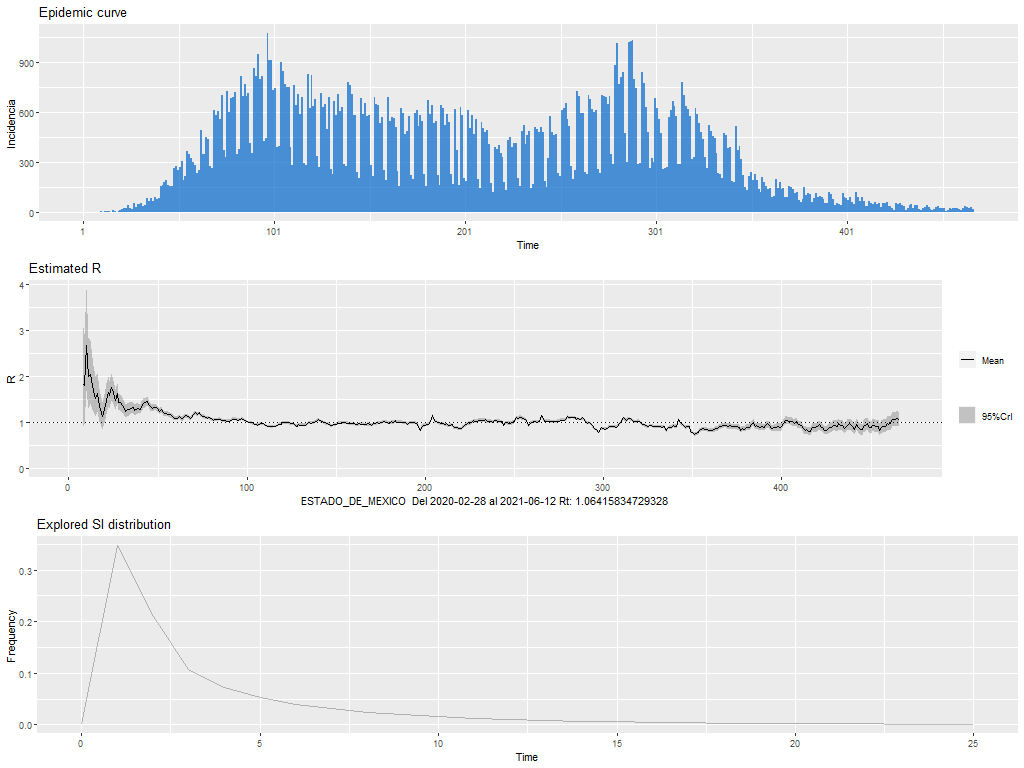 Epidemic curve
Incidencia
900
600
300
0
1 101 201 301 401
Time
Estimated R
R
4
3
2
1
0
0 100 200 300 400
ESTADO_DE_MEXICO Del 2020-02-28 al 2021-06-12 Rt: 1.06415834729328
Mean
95%CrI
Explored SI distribution
Frequency
0.3
0.2
0.1
0.0
0 5 10 15 20 25
Time